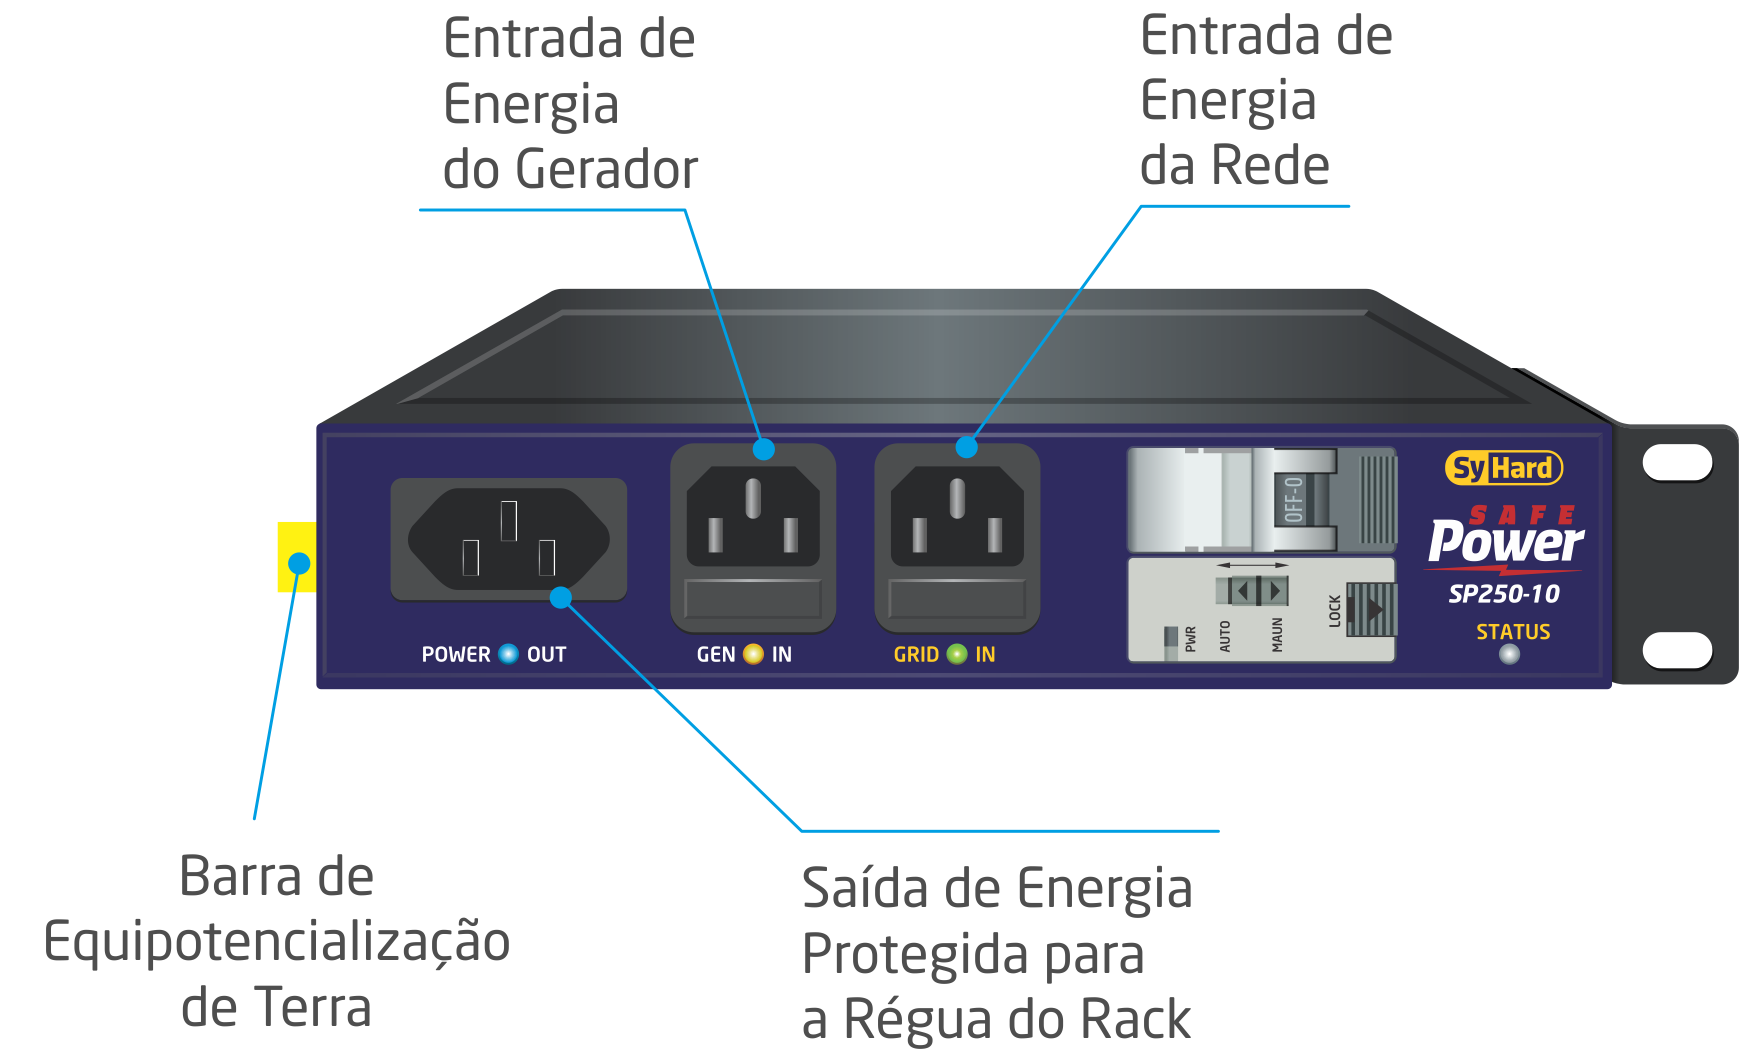 Entrada de
Energia
do Gerador
Entrada de
Energia
da Rede
SyHard
SAFE
Power
SP250-10
STATUS
OFF-O
PWR
AUTO
MAUN
LOCK
POWER OUT
GEN IN
GRID IN
Barra de
Equipotencialização
de Terra
Saída de Energia
Protegida para
a Régua do Rack